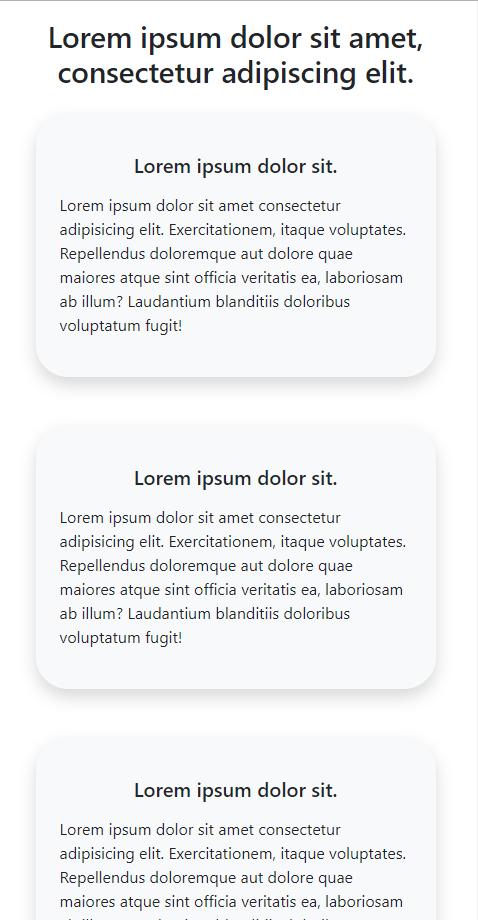 Lorem ipsum dolor sit amet,
consectetur adipiscing elit.
Lorem ipsum dolor sit.
Lorem ipsum dolor sit amet consectetur
adipisicing elit. Exercitationem, itaque voluptates.
Repellendus doloremque aut dolore quae
maiores atque sint officia veritatis ea, laboriosam
ab illum? Laudantium blanditiis doloribus
voluptatum fugit!
Lorem ipsum dolor sit.
Lorem ipsum dolor sit amet consectetur
adipisicing elit. Exercitationem, itaque voluptates.
Repellendus doloremque aut dolore quae
maiores atque sint officia veritatis ea, laboriosam
ab illum? Laudantium blanditiis doloribus
voluptatum fugit!
Lorem ipsum dolor sit.
Lorem ipsum dolor sit amet consectetur
adipisicing elit. Exercitationem, itaque voluptates.
Repellendus doloremque aut dolore quae
maiores atque sint officia veritatis ea, laboriosam